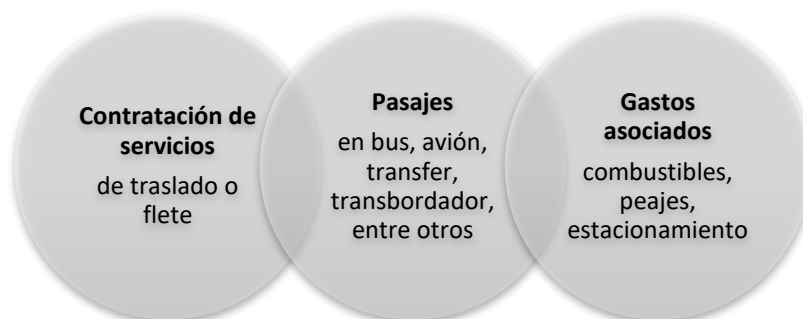 Contratación de
servicios
de traslado o
flete
Pasajes
en bus, avión,
transfer,
transbordador,
entre otros
Gastos
asociados
combustibles,
peajes,
estacionamiento